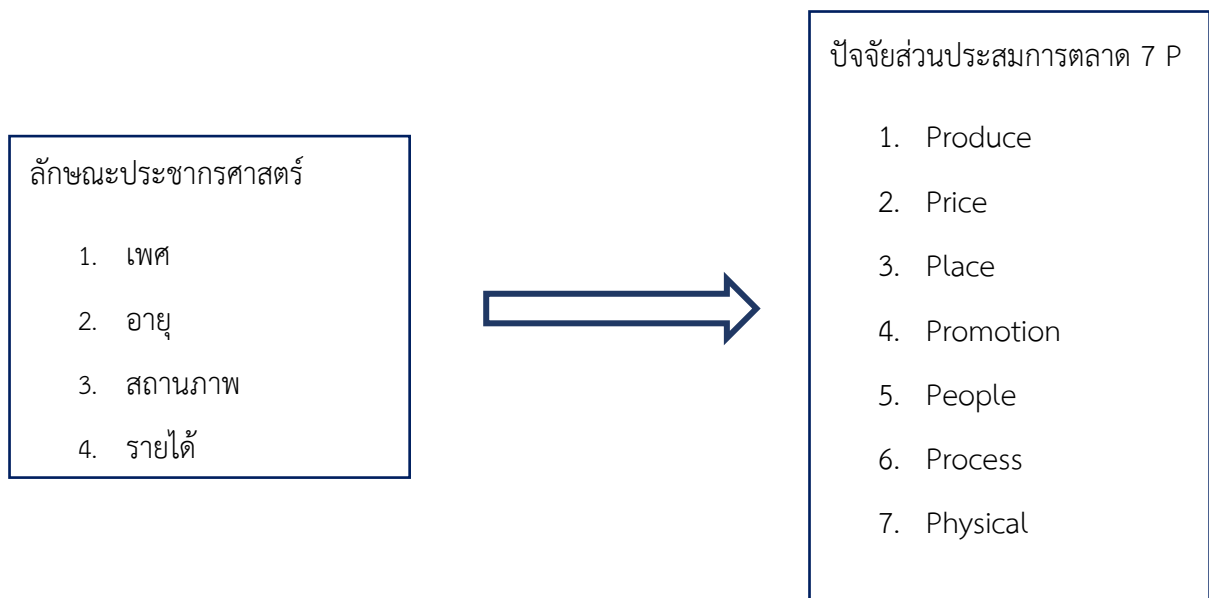 ลักษณะประชากรศาสตร์
1. เพศ
2. อายุ
3. สถานภาพ
4. รายได้
ปัจจัยส่วนประสมการตลาด 7 P
1. Produce
2. Price
3. Place
4. Promotion
5. People
6. Process
7. Physical